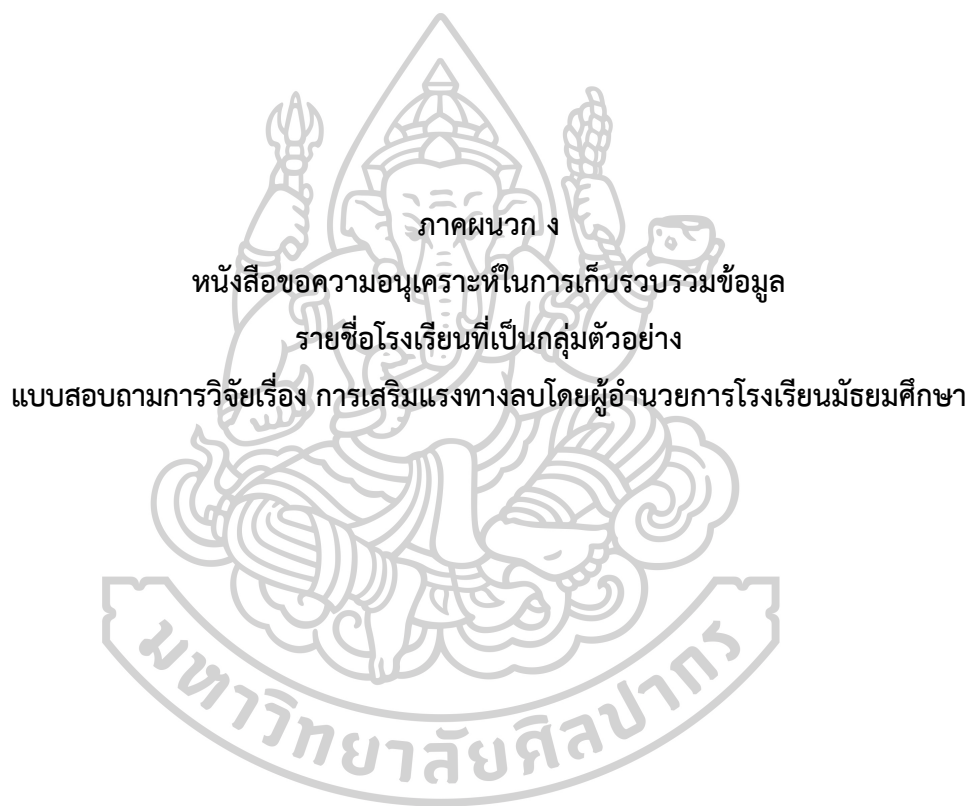 ภาคผนวก ง
หนังสือขอความอนุเคราะห์ในการเก็บรวบรวมข้อมูล
รายชื่อโรงเรียนที่เป็นกลุ่มตัวอย่าง
แบบสอบถามการวิจัยเรื่อง การเสริมแรงทางลบโดยผู้อำนวยการโรงเรียนมัธยมศึกษา
มหาวิทยาลัยศิลปากร